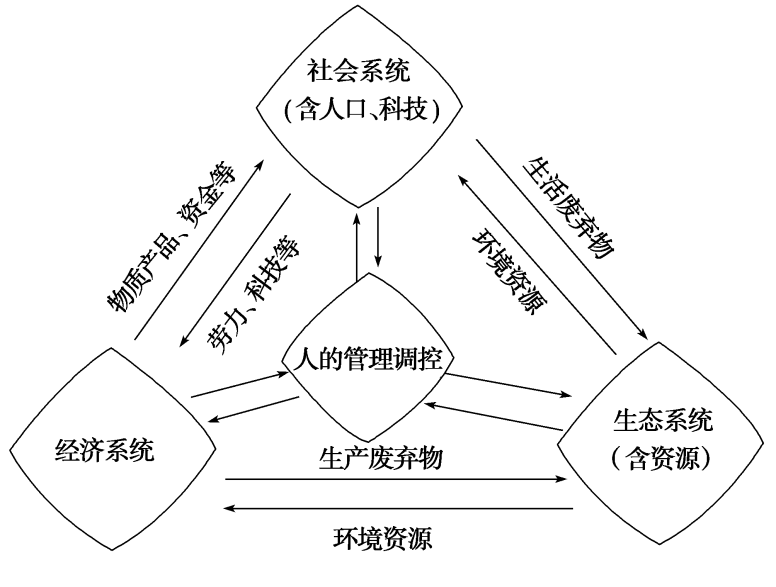 社会系统
(含人口、科技)
物质产品、资金等
劳力、科技等
生活废弃物
环境资源
人的管理调控
经济系统
生态系统
(含资源)
生产废弃物
环境资源